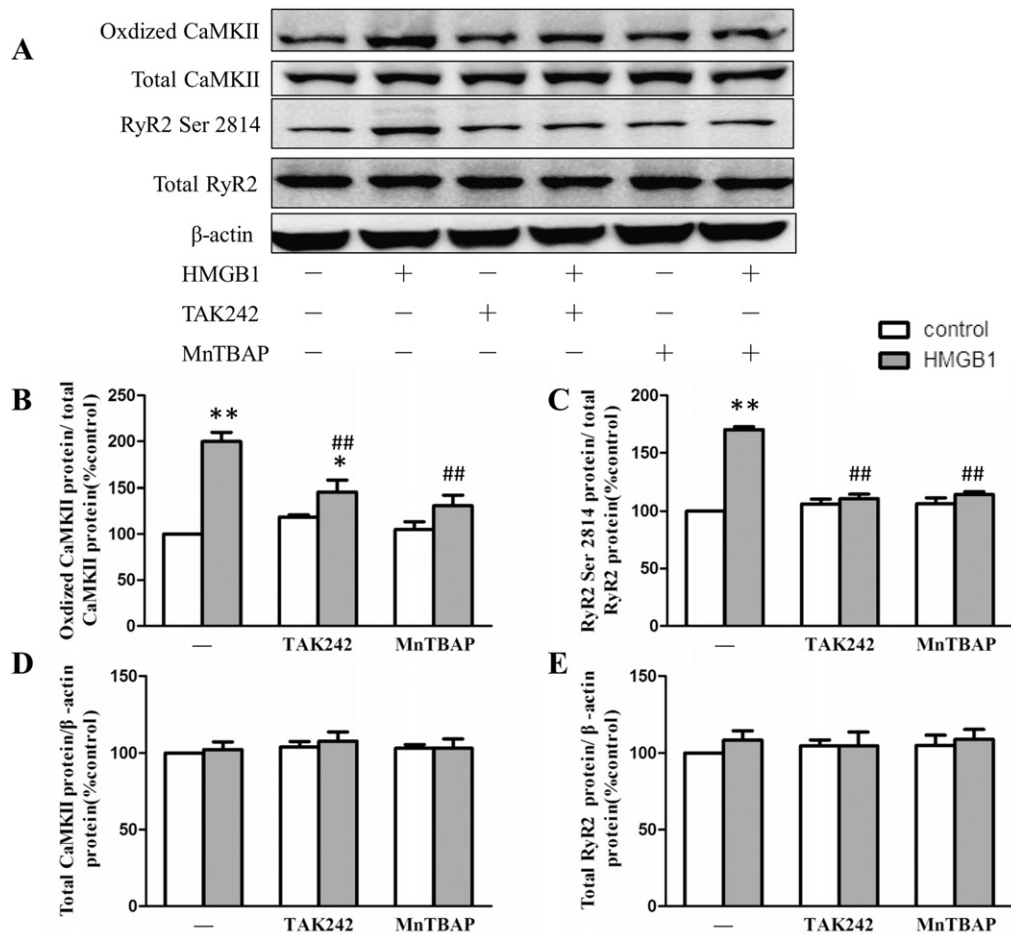 A
Oxdized CaMKII
Total CaMKII
RyR2 Ser 2814
Total RyR2
β-actin
HMGB1 — + — + — +
TAK242 — — + + — —
MnTBAP — — — — + +
control
HMGB1
B
Oxdized CaMKII protein/ total
CaMKII protein(%control)
250
200
150
100
50
0
**
##
*
##
—
TAK242
MnTBAP
C
RyR2 Ser 2814 protein/ total
RyR2 protein(%control)
200
150
100
50
0
**
##
##
—
TAK242
MnTBAP
D
Total CaMKII protein/β -actin
protein(%control)
150
100
50
0
—
TAK242
MnTBAP
E
Total RyR2 protein/ β -actin
protein(%control)
150
100
50
0
—
TAK242
MnTBAP